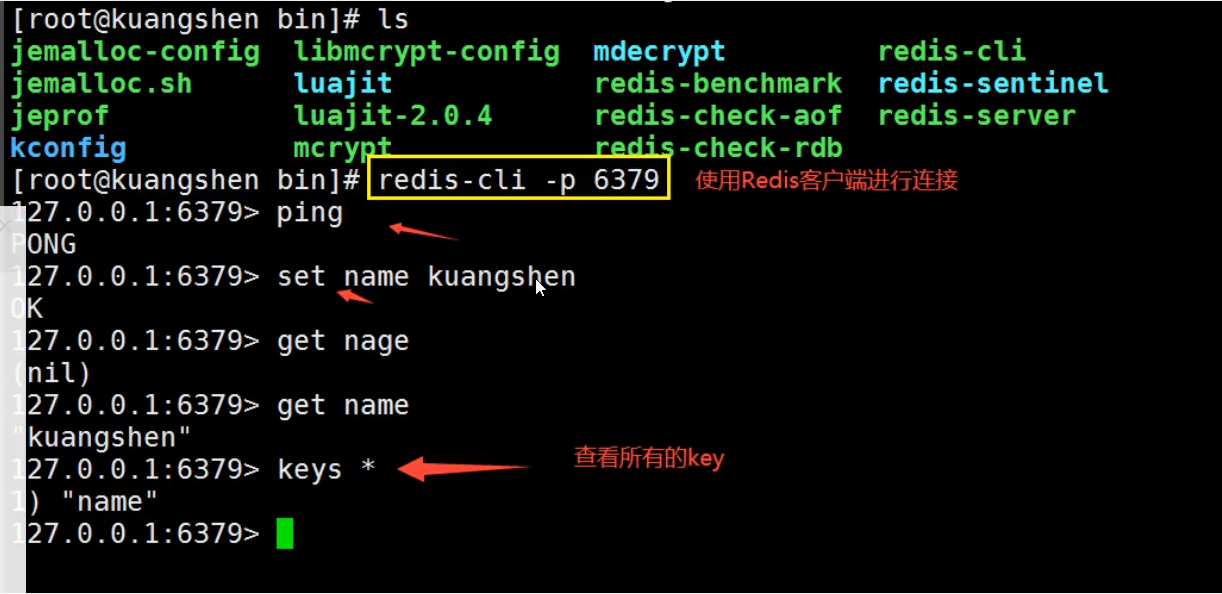 [root@kuangshen bin]# ls
jemalloc-config libmcrypt-config mdecrypt redis-cli
jemalloc.sh luajit redis-benchmark redis-sentinel
jeprof luajit-2.0.4 redis-check-aof redis-server
kconfig mcrypt redis-check-rdb
[root@kuangshen bin]# redis-cli -p 6379 使用Redis客户端进行连接
127.0.0.1:6379> ping
PONG
127.0.0.1:6379> set name kuangshen
OK
127.0.0.1:6379> get nage
(nil)
127.0.0.1:6379> get name
"kuangshen"
127.0.0.1:6379> keys * 查看所有的key
1) "name"
127.0.0.1:6379>